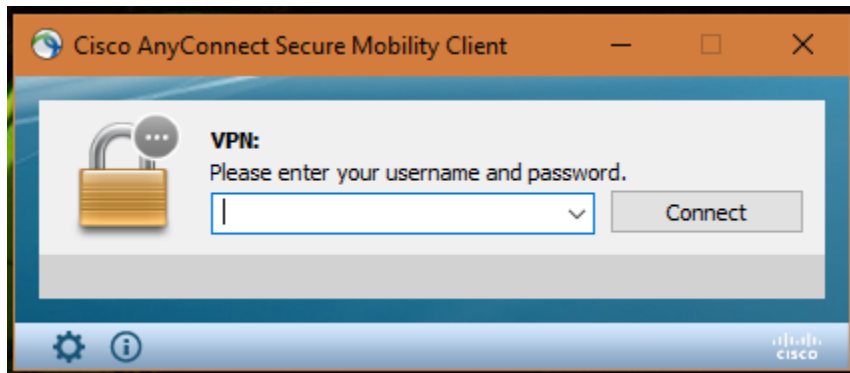 Cisco AnyConnect Secure Mobility Client
VPN:
Please enter your username and password.
Connect
CISCO